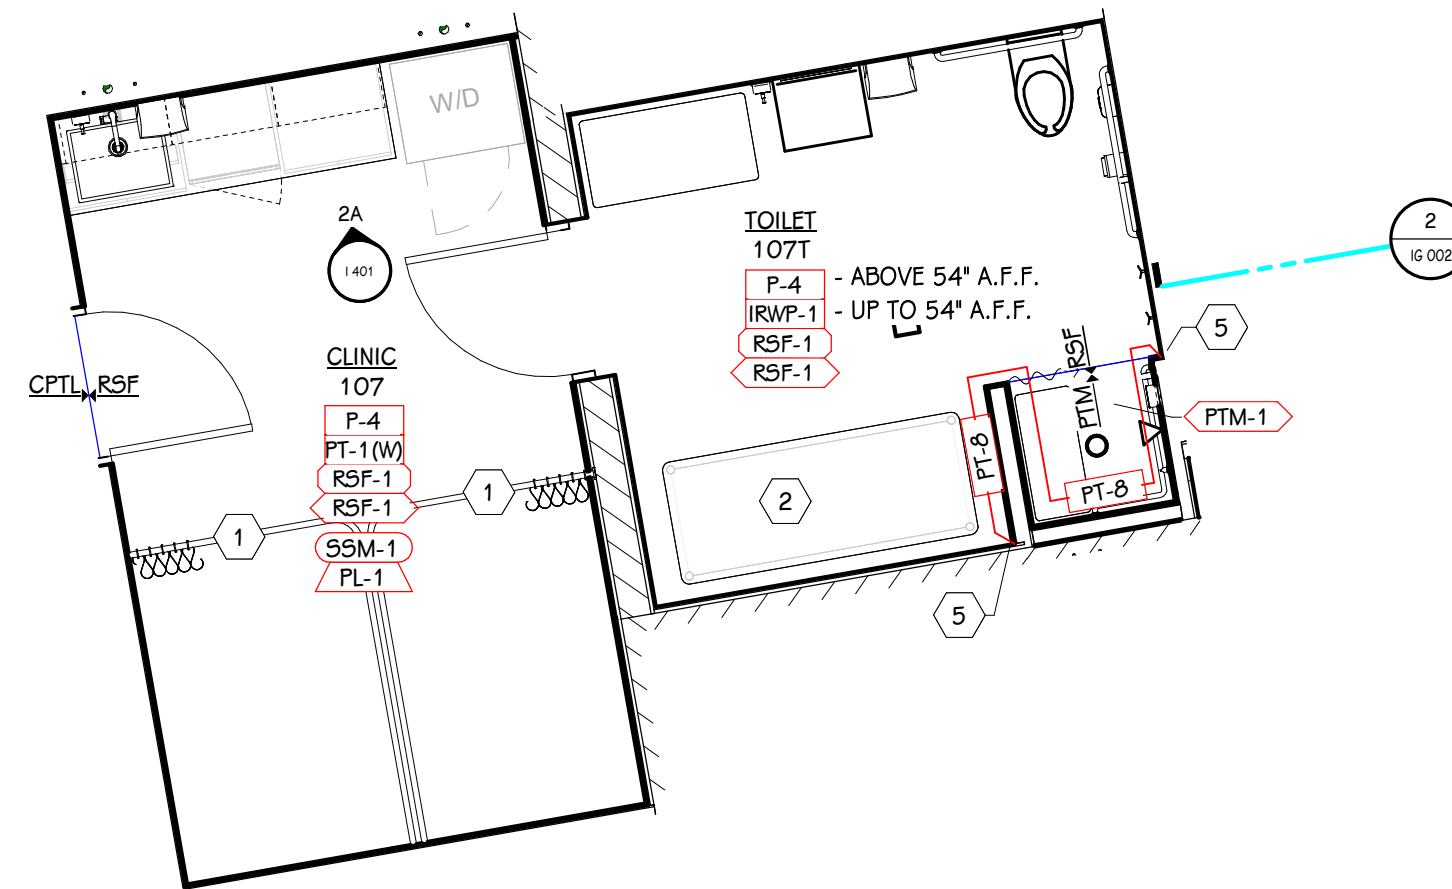 W/D
2A
1401
CPTL RSF
CLINIC
107
P-4
PT-1(W)
RSF-1
RSF-1
SSM-1
PL-1
1
1
TOILET
107T
P-4 - ABOVE 54" A.F.F.
IRWP-1 - UP TO 54" A.F.F.
RSF-1
RSF-1
2
IG 002
5
PTM RSF
PTM-1
PT-8
PT-8
2
5